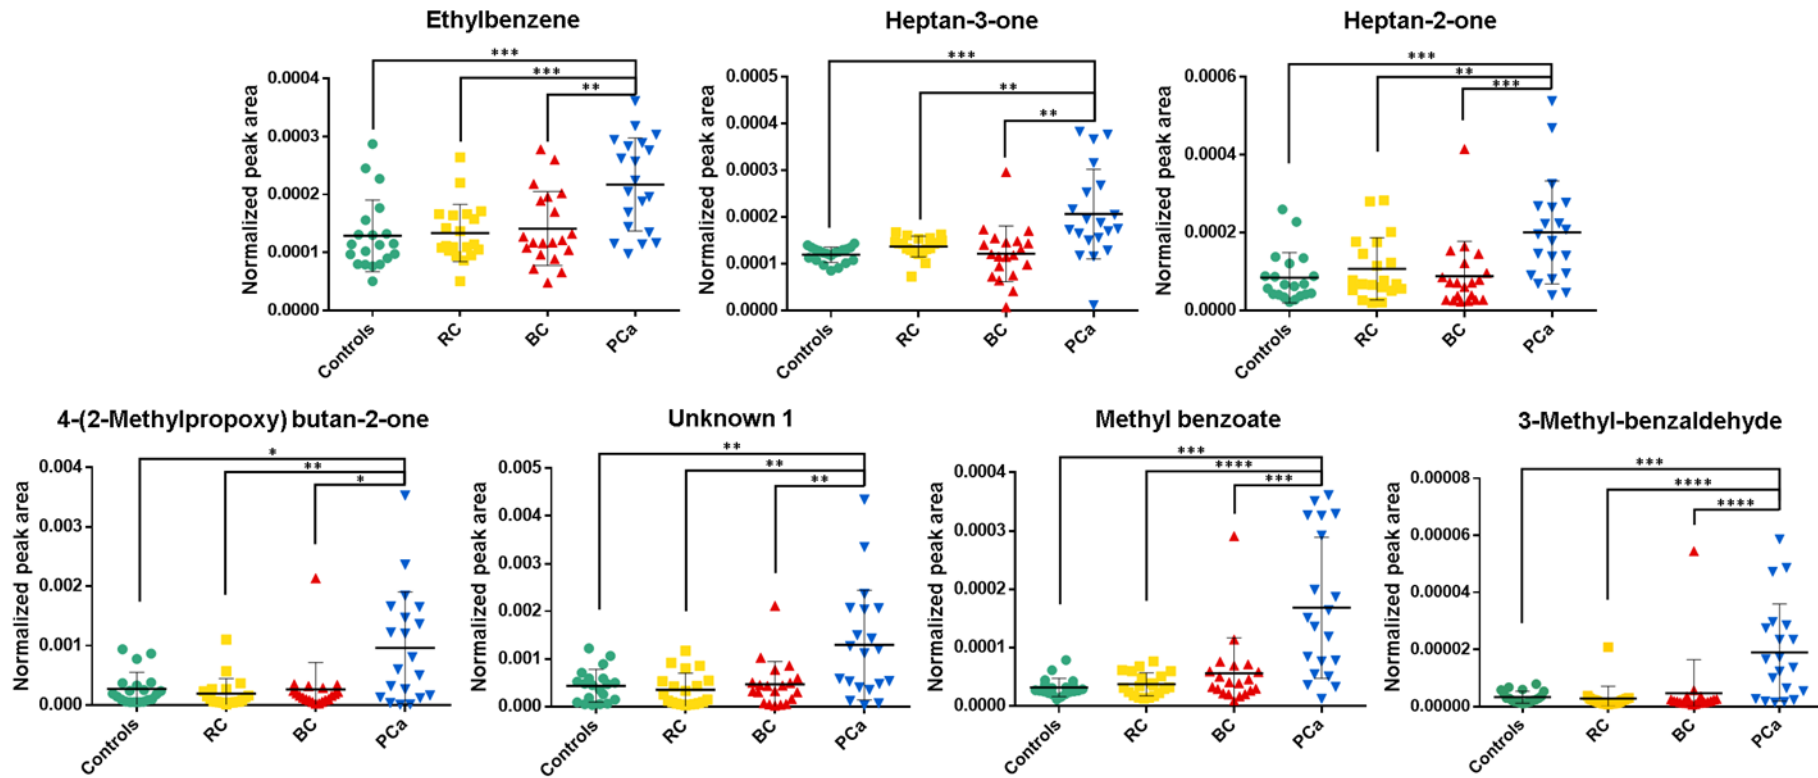 Ethylbenzene
Normalized peak area
0.0004
0.0003
0.0002
0.0001
0.0000
***
***
**
Controls
RC
BC
PCa
Heptan-3-one
Normalized peak area
0.0005
0.0004
0.0003
0.0002
0.0001
0.0000
***
**
**
Controls
RC
BC
PCa
Heptan-2-one
Normalized peak area
0.0006
0.0004
0.0002
0.0000
***
**
***
Controls
RC
BC
PCa
4-(2-Methylpropoxy) butan-2-one
Normalized peak area
0.004
0.003
0.002
0.001
0.000
*
**
*
Controls
RC
BC
PCa
Unknown 1
Normalized peak area
0.005
0.004
0.003
0.002
0.001
0.000
**
**
**
Controls
RC
BC
PCa
Methyl benzoate
Normalized peak area
0.0004
0.0003
0.0002
0.0001
0.0000
***
****
***
Controls
RC
BC
PCa
3-Methyl-benzaldehyde
Normalized peak area
0.00008
0.00006
0.00004
0.00002
0.00000
***
****
****
Controls
RC
BC
PCa